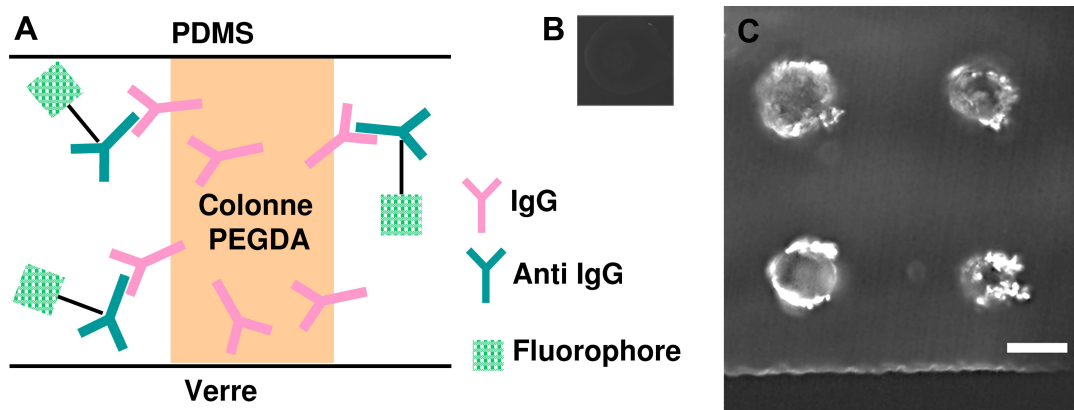 A
PDMS
B
C
Colonne
PEGDA
IgG
Anti IgG
Fluorophore
Verre